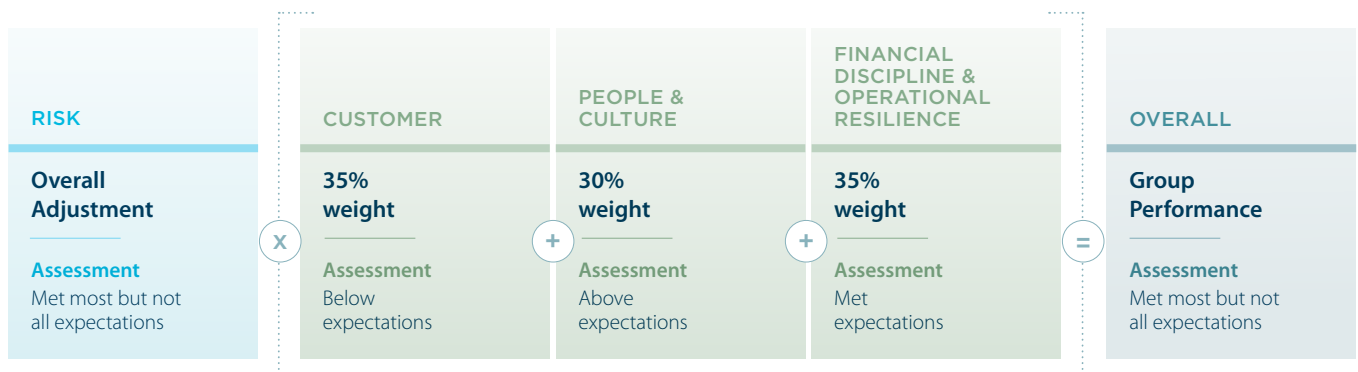 RISK
Overall
Adjustment
Assessment
Met most but not
all expectations
x
CUSTOMER
35%
weight
Assessment
Below
expectations
+
PEOPLE &
CULTURE
30%
weight
Assessment
Above
expectations
+
FINANCIAL
DISCIPLINE &
OPERATIONAL
RESILIENCE
35%
weight
Assessment
Met
expectations
=
OVERALL
Group
Performance
Assessment
Met most but not
all expectations